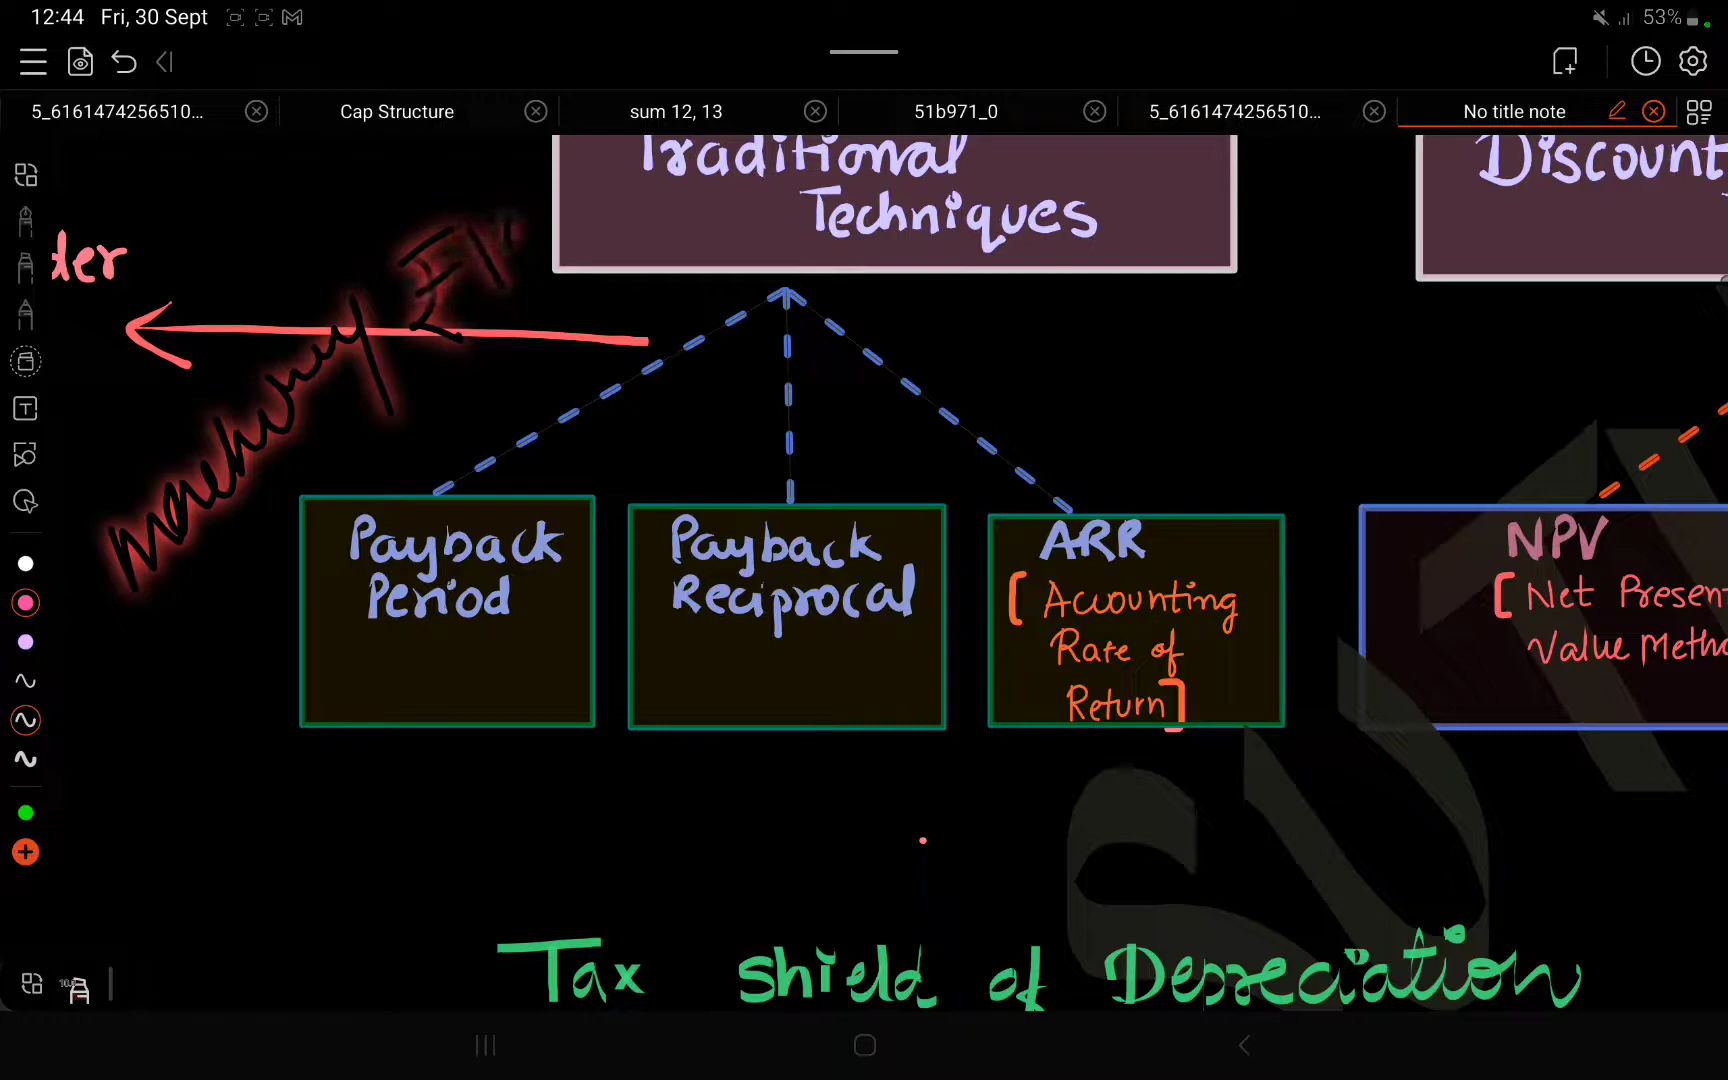 12:44 Fri, 30 Sept
53%
5_6161474256510...
Cap Structure
sum 12, 13
51b971_0
5_6161474256510...
No title note
Traditional
Techniques
Discount
der
Payback
Period
Payback
Reciprocal
ARR
[Accounting
Rate of
Return]
NPV
[Net Present
Value Metho
Tax Shield of Depreciation